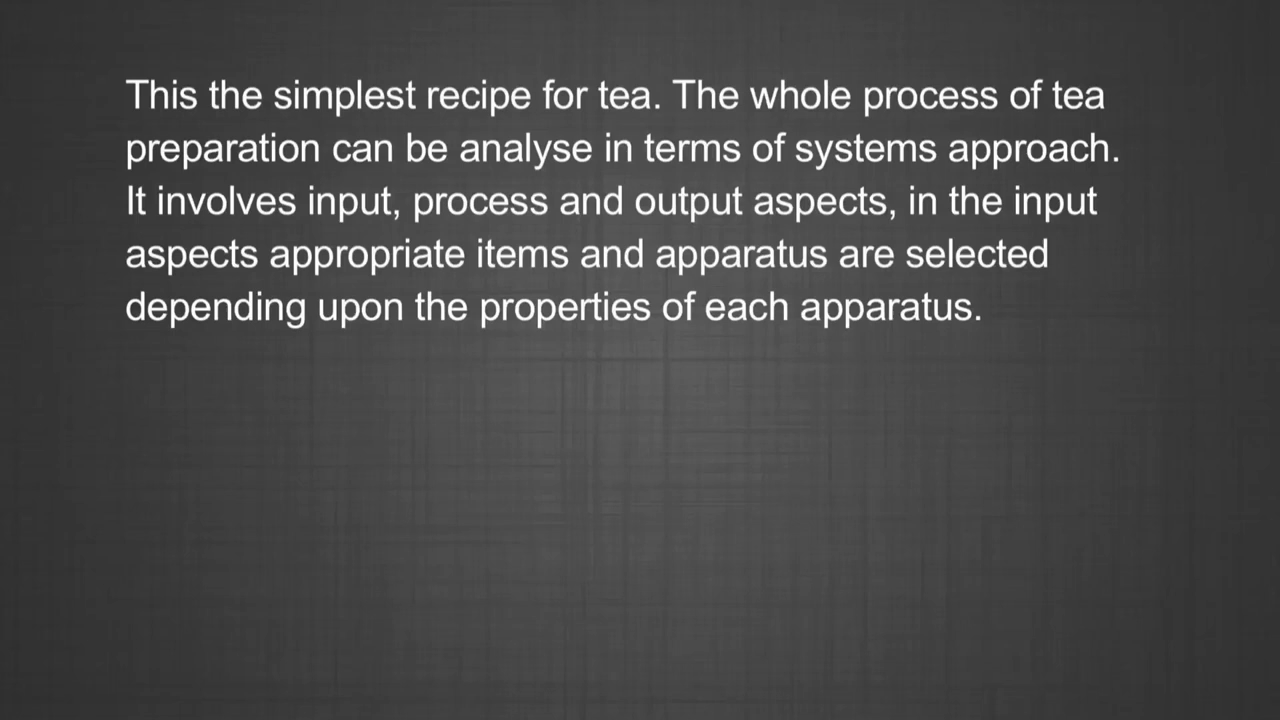 This the simplest recipe for tea. The whole process of tea
preparation can be analyse in terms of systems approach.
It involves input, process and output aspects, in the input
aspects appropriate items and apparatus are selected
depending upon the properties of each apparatus.